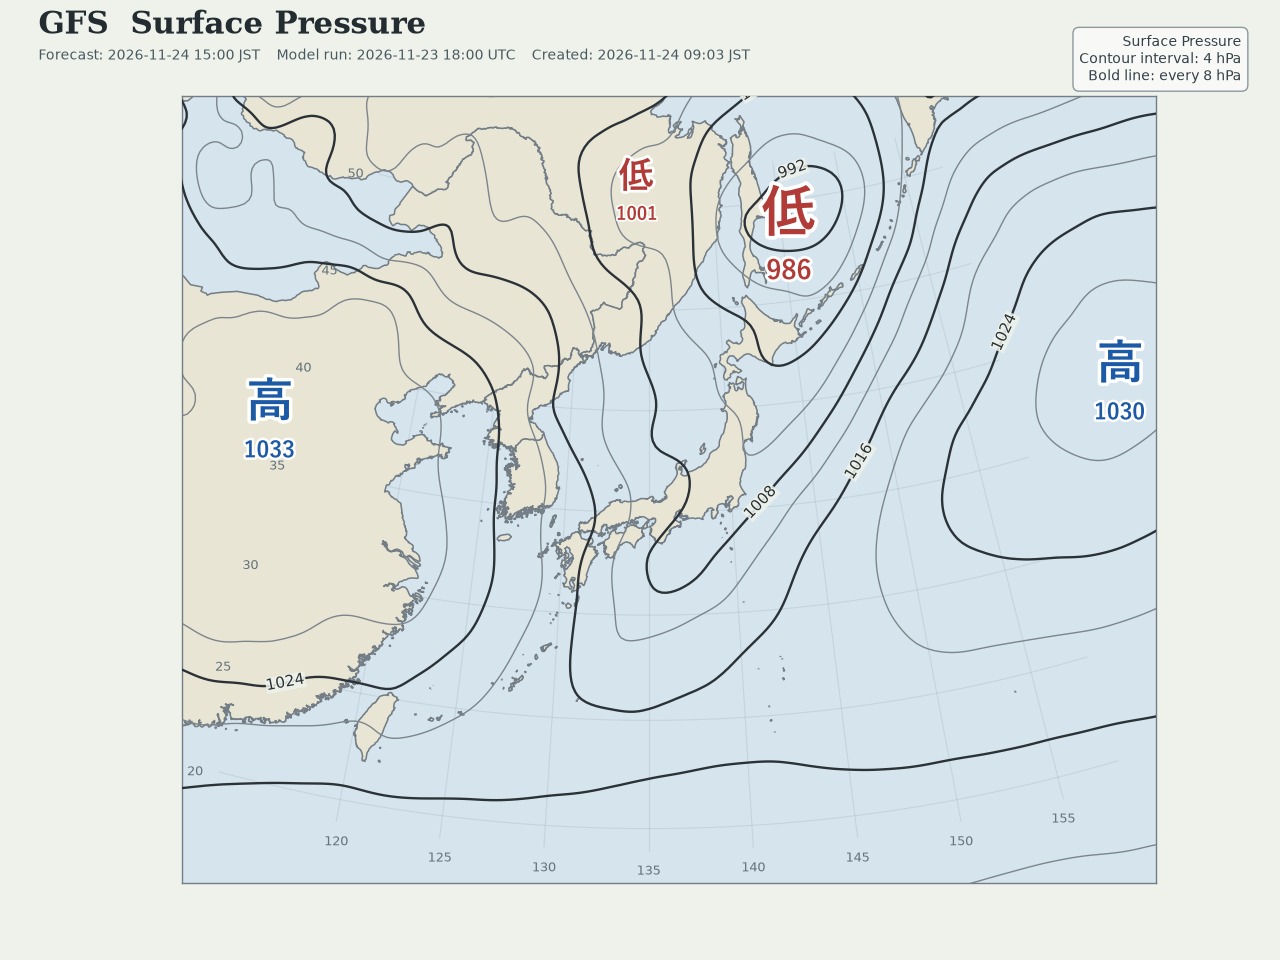 GFS Surface Pressure
Forecast: 2026-11-24 15:00 JST Model run: 2026-11-23 18:00 UTC Created: 2026-11-24 09:03 JST
Surface Pressure
Contour interval: 4 hPa
Bold line: every 8 hPa
992
50
低
1001
低
986
45
1024
高
1030
40
高
1033
35
1016
1008
30
25
1024
20
155
120
125
130
135
140
145
150